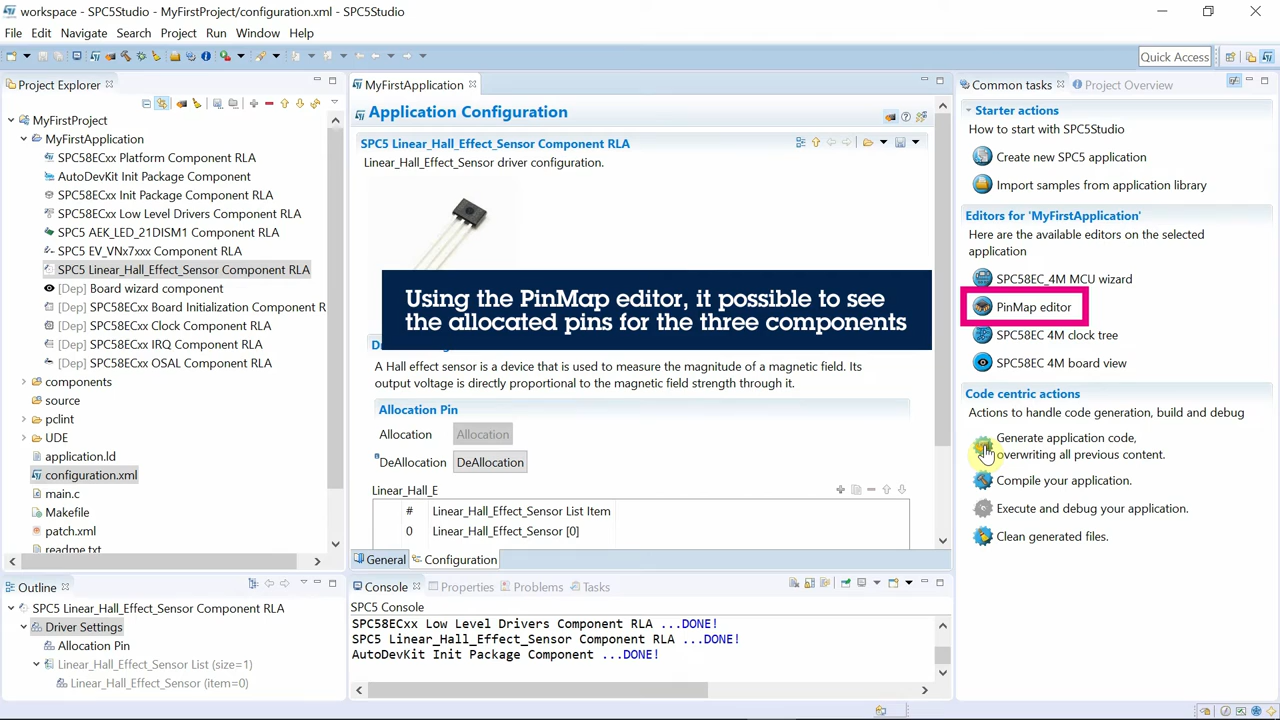 workspace - SPC5Studio - MyFirstProject/configuration.xml - SPC5Studio
File Edit Navigate Search Project Run Window Help
Quick Access
Project Explorer
MyFirstProject
MyFirstApplication
SPC58ECxx Platform Component RLA
AutoDevKit Init Package Component
SPC58ECxx Init Package Component RLA
SPC58ECxx Low Level Drivers Component RLA
SPC5 AEK_LED_21DISM1 Component RLA
SPC5 EV_VNx7xxx Component RLA
SPC5 Linear_Hall_Effect_Sensor Component RLA
[Dep] Board wizard component
[Dep] SPC58ECxx Board Initialization Component R
[Dep] SPC58ECxx Clock Component RLA
[Dep] SPC58ECxx IRQ Component RLA
[Dep] SPC58ECxx OSAL Component RLA
components
source
pclint
UDE
application.ld
configuration.xml
main.c
Makefile
patch.xml
readme.txt
Outline
SPC5 Linear_Hall_Effect_Sensor Component RLA
Driver Settings
Allocation Pin
Linear_Hall_Effect_Sensor List (size=1)
Linear_Hall_Effect_Sensor (item=0)
MyFirstApplication
Application Configuration
SPC5 Linear_Hall_Effect_Sensor Component RLA
Linear_Hall_Effect_Sensor driver configuration.
Using the PinMap editor, it possible to see
the allocated pins for the three components
A Hall effect sensor is a device that is used to measure the magnitude of a magnetic field. Its
output voltage is directly proportional to the magnetic field strength through it.
Allocation Pin
Allocation Allocation
DeAllocation DeAllocation
Linear_Hall_E
# Linear_Hall_Effect_Sensor List Item
0 Linear_Hall_Effect_Sensor [0]
General Configuration
Console Properties Problems Tasks
SPC5 Console
SPC58ECxx Low Level Drivers Component RLA ...DONE!
SPC5 Linear_Hall_Effect_Sensor Component RLA ...DONE!
AutoDevKit Init Package Component ...DONE!
Common tasks Project Overview
Starter actions
How to start with SPC5Studio
Create new SPC5 application
Import samples from application library
Editors for 'MyFirstApplication'
Here are the available editors on the selected
application
SPC58EC_4M MCU wizard
PinMap editor
SPC58EC 4M clock tree
SPC58EC 4M board view
Code centric actions
Actions to handle code generation, build and debug
Generate application code,
overwriting all previous content.
Compile your application.
Execute and debug your application.
Clean generated files.